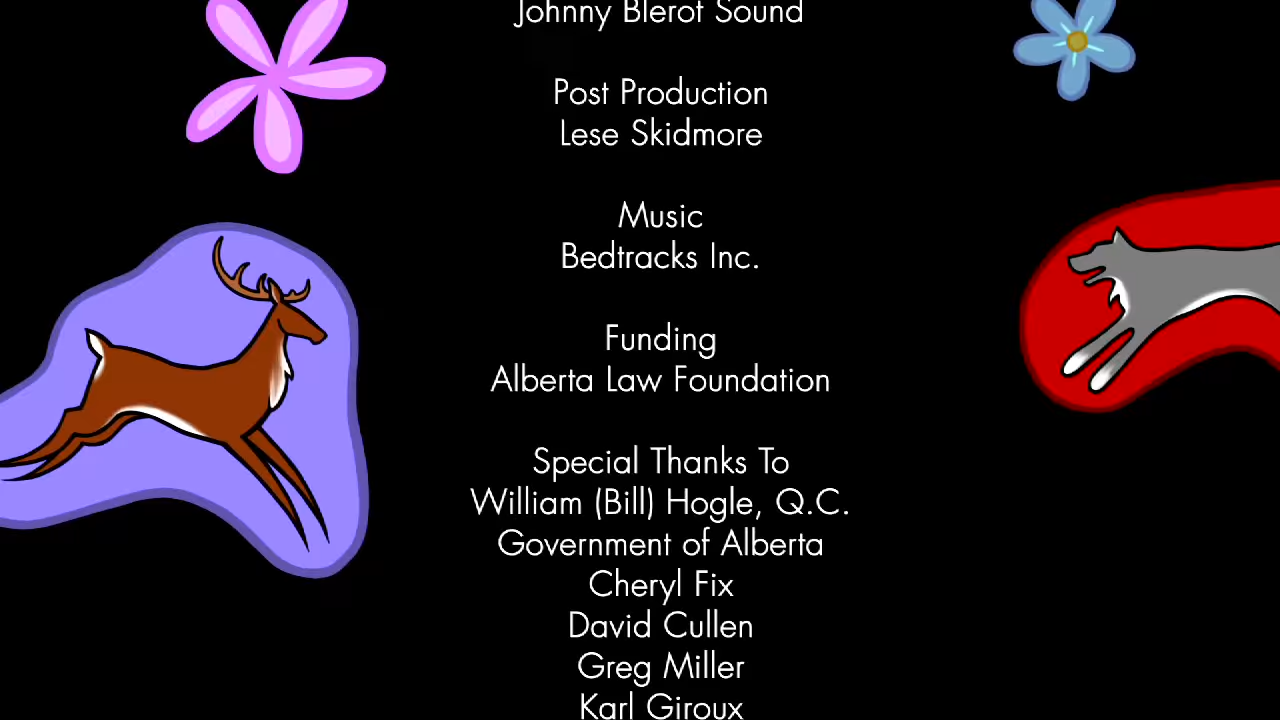 Johnny Blerot Sound
Post Production
Lese Skidmore
Music
Bedtracks Inc.
Funding
Alberta Law Foundation
Special Thanks To
William (Bill) Hogle, Q.C.
Government of Alberta
Cheryl Fix
David Cullen
Greg Miller
Karl Giroux